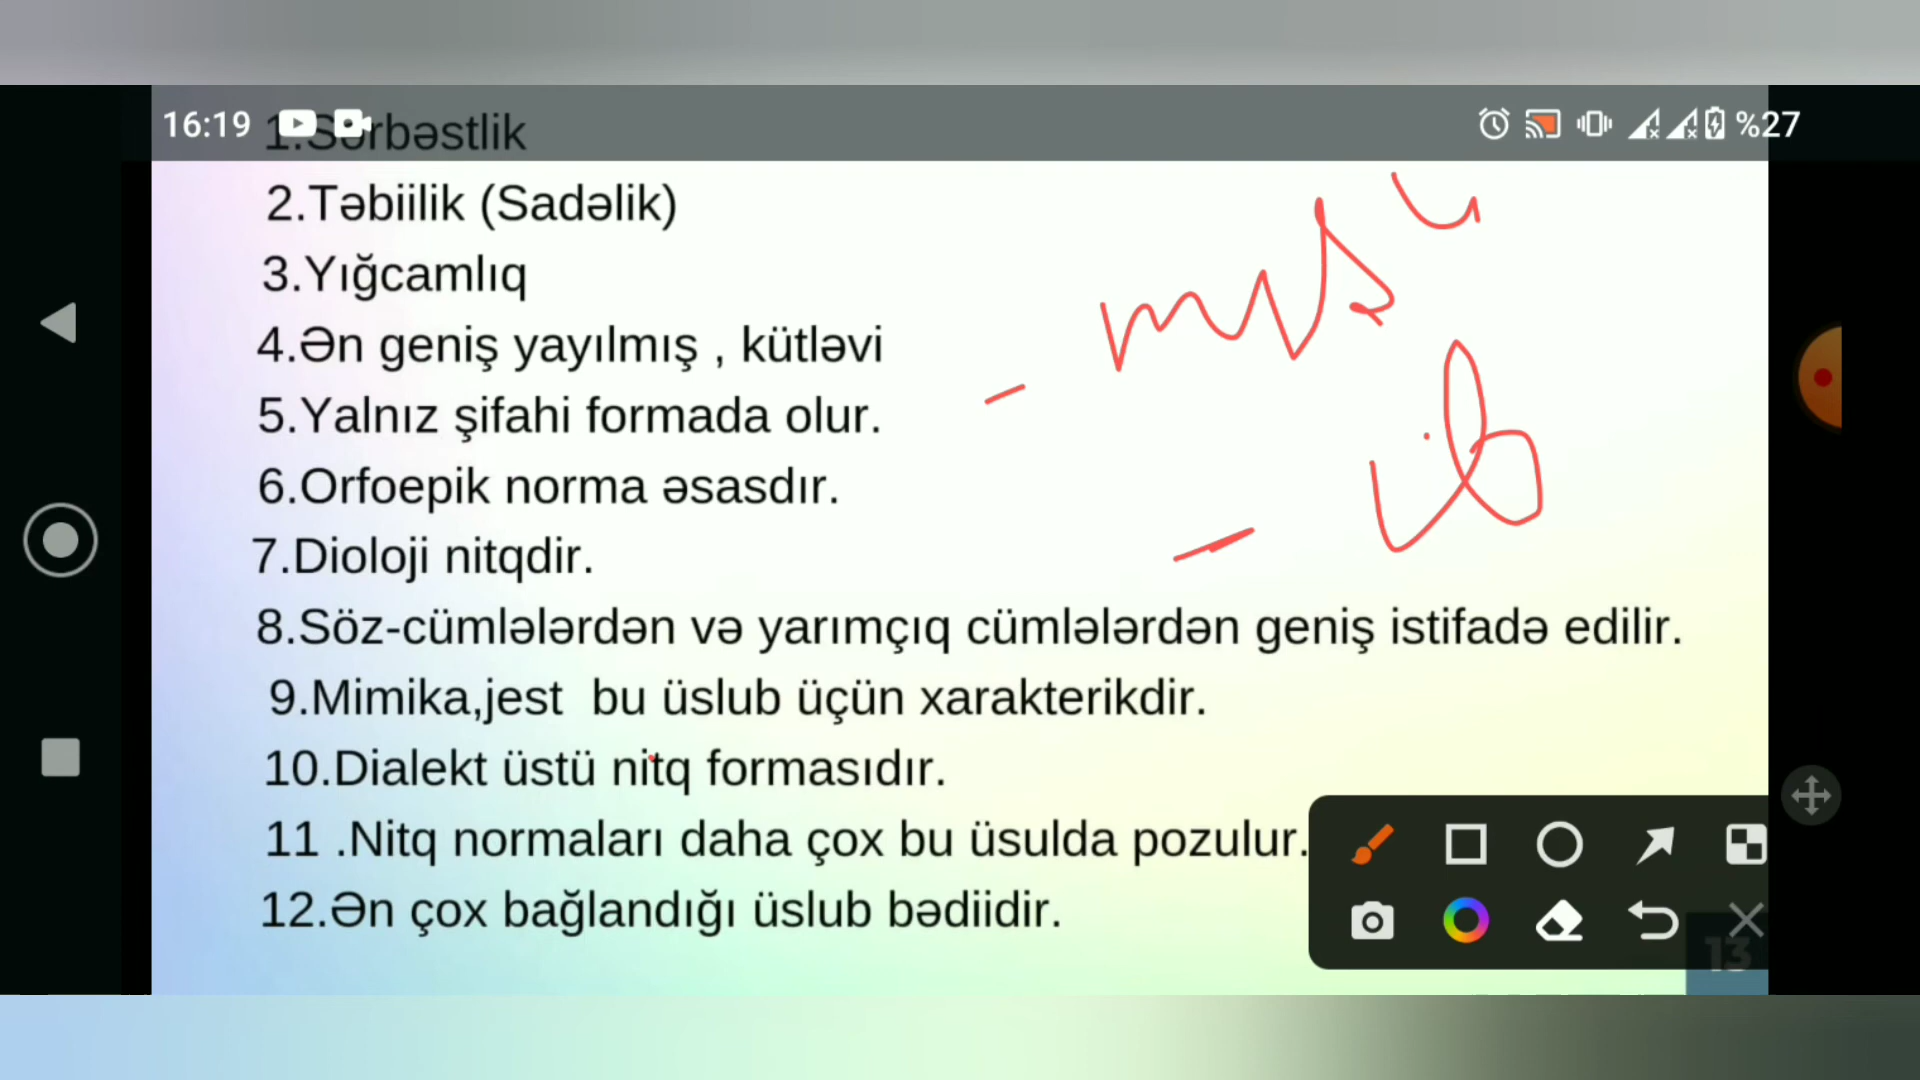 16:19 %27
1.Sərbəstlik
2.Təbiilik (Sadəlik)
3.Yığcamlıq
4.Ən geniş yayılmış , kütləvi
5.Yalnız şifahi formada olur.
6.Orfoepik norma əsasdır.
7.Dioloji nitqdir.
8.Söz-cümlələrdən və yarımçıq cümlələrdən geniş istifadə edilir.
9.Mimika,jest bu üslub üçün xarakterikdir.
10.Dialekt üstü nitq formasıdır.
11 .Nitq normaları daha çox bu üsulda pozulur.
12.Ən çox bağlandığı üslub bədiidir.
13